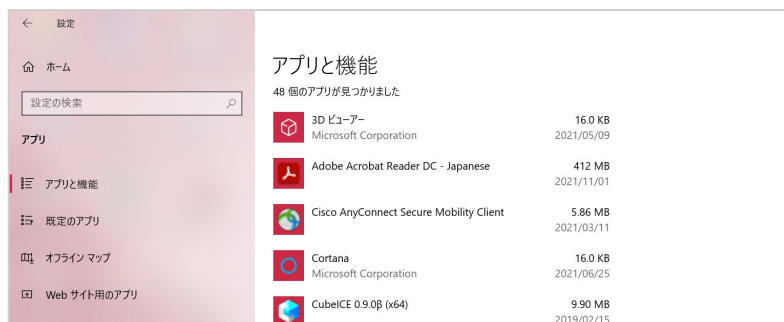 設定
ホーム
設定の検索
アプリ
アプリと機能
既定のアプリ
オフライン マップ
Web サイト用のアプリ
アプリと機能
48 個のアプリが見つかりました
3D ビューアー 16.0 KB
Microsoft Corporation 2021/05/09
Adobe Acrobat Reader DC - Japanese 412 MB
2021/11/01
Cisco AnyConnect Secure Mobility Client 5.86 MB
2021/03/11
Cortana 16.0 KB
Microsoft Corporation 2021/06/25
CubeICE 0.9.0β (x64) 9.90 MB
2019/02/15